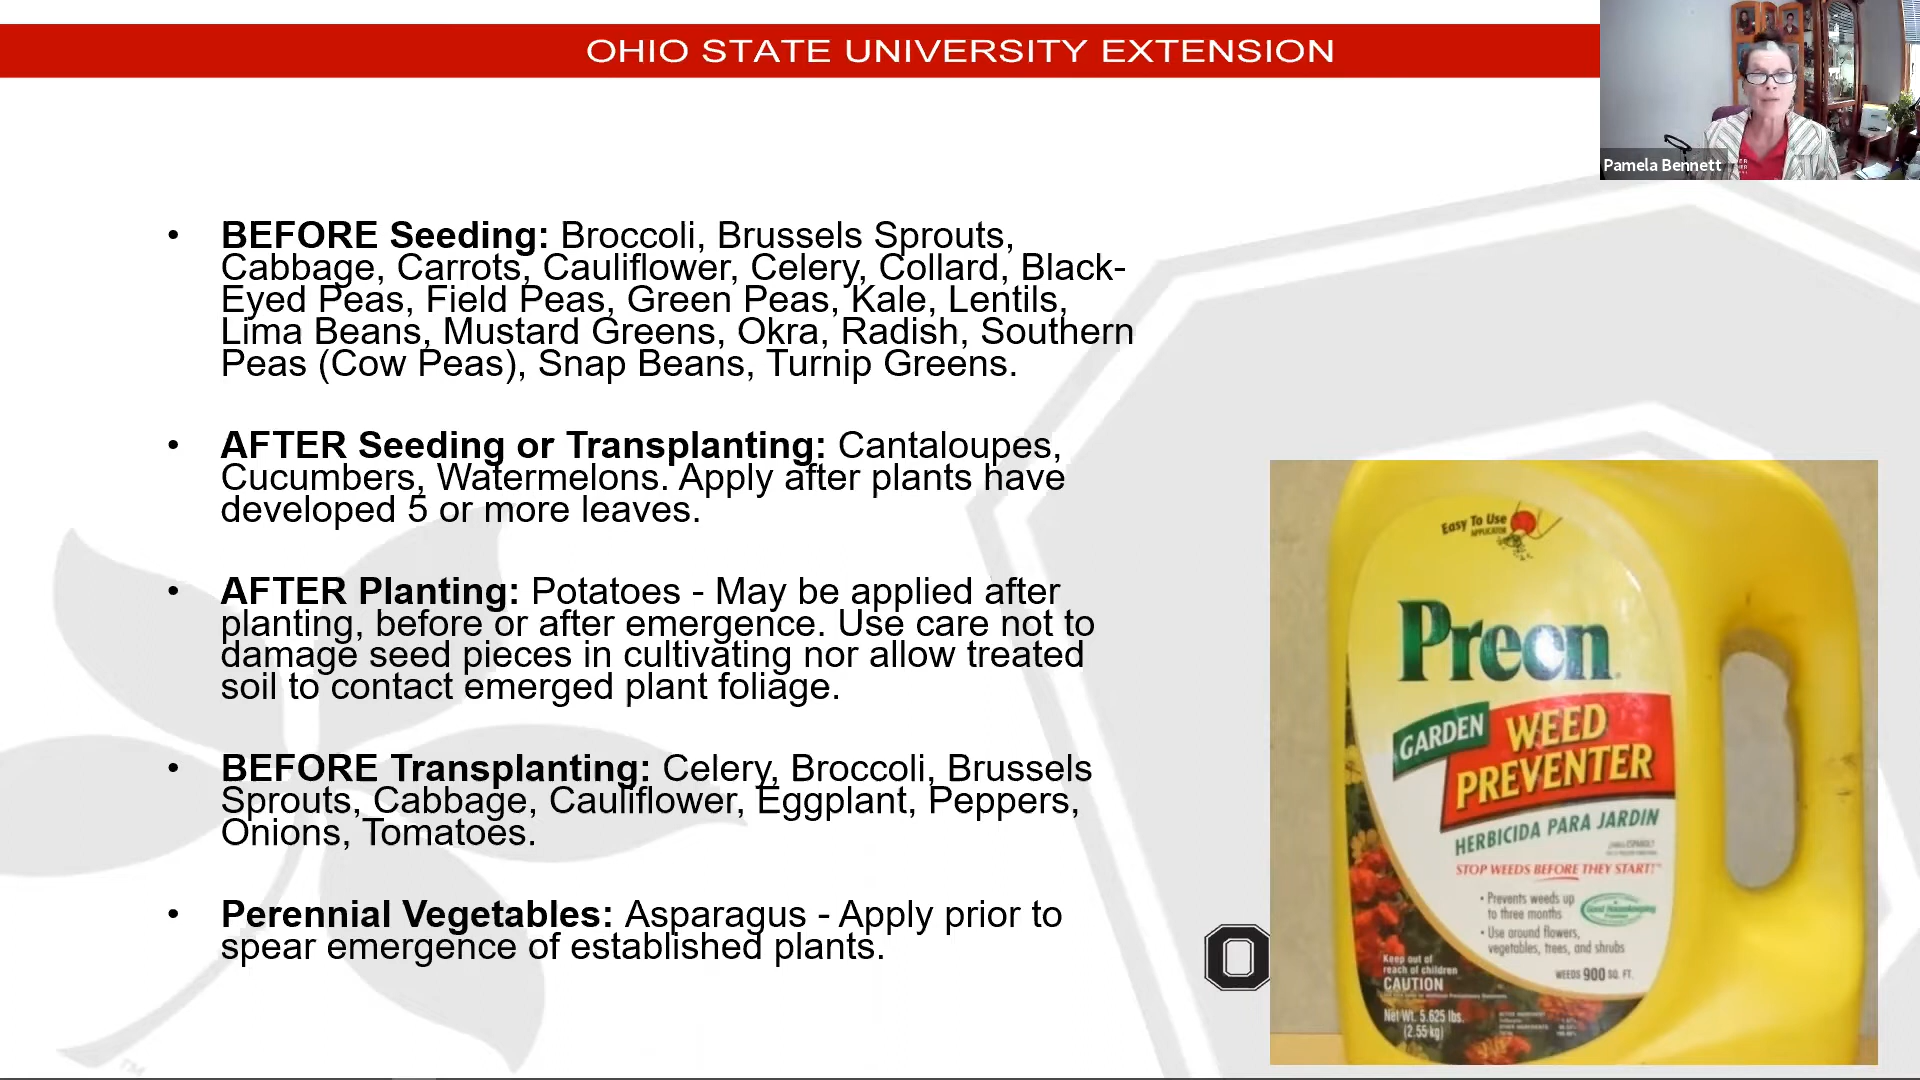 OHIO STATE UNIVERSITY EXTENSION
Pamela Bennett
• BEFORE Seeding: Broccoli, Brussels Sprouts,
Cabbage, Carrots, Cauliflower, Celery, Collard, Black-
Eyed Peas, Field Peas, Green Peas, Kale, Lentils,
Lima Beans, Mustard Greens, Okra, Radish, Southern
Peas (Cow Peas), Snap Beans, Turnip Greens.
• AFTER Seeding or Transplanting: Cantaloupes,
Cucumbers, Watermelons. Apply after plants have
developed 5 or more leaves.
• AFTER Planting: Potatoes - May be applied after
planting, before or after emergence. Use care not to
damage seed pieces in cultivating nor allow treated
soil to contact emerged plant foliage.
• BEFORE Transplanting: Celery, Broccoli, Brussels
Sprouts, Cabbage, Cauliflower, Eggplant, Peppers,
Onions, Tomatoes.
• Perennial Vegetables: Asparagus - Apply prior to
spear emergence of established plants.
TM
O
Easy To Use
APPLICATOR
Preen
GARDEN WEED
PREVENTER
HERBICIDA PARA JARDIN
STOP WEEDS BEFORE THEY START!
• Prevents weeds up
to three months
Good Housekeeping
• Use around flowers,
vegetables, trees, and shrubs
WEEDS 900 SQ. FT.
Keep out of
reach of children
CAUTION
Net Wt. 5.625 lbs.
(2.55 kg)